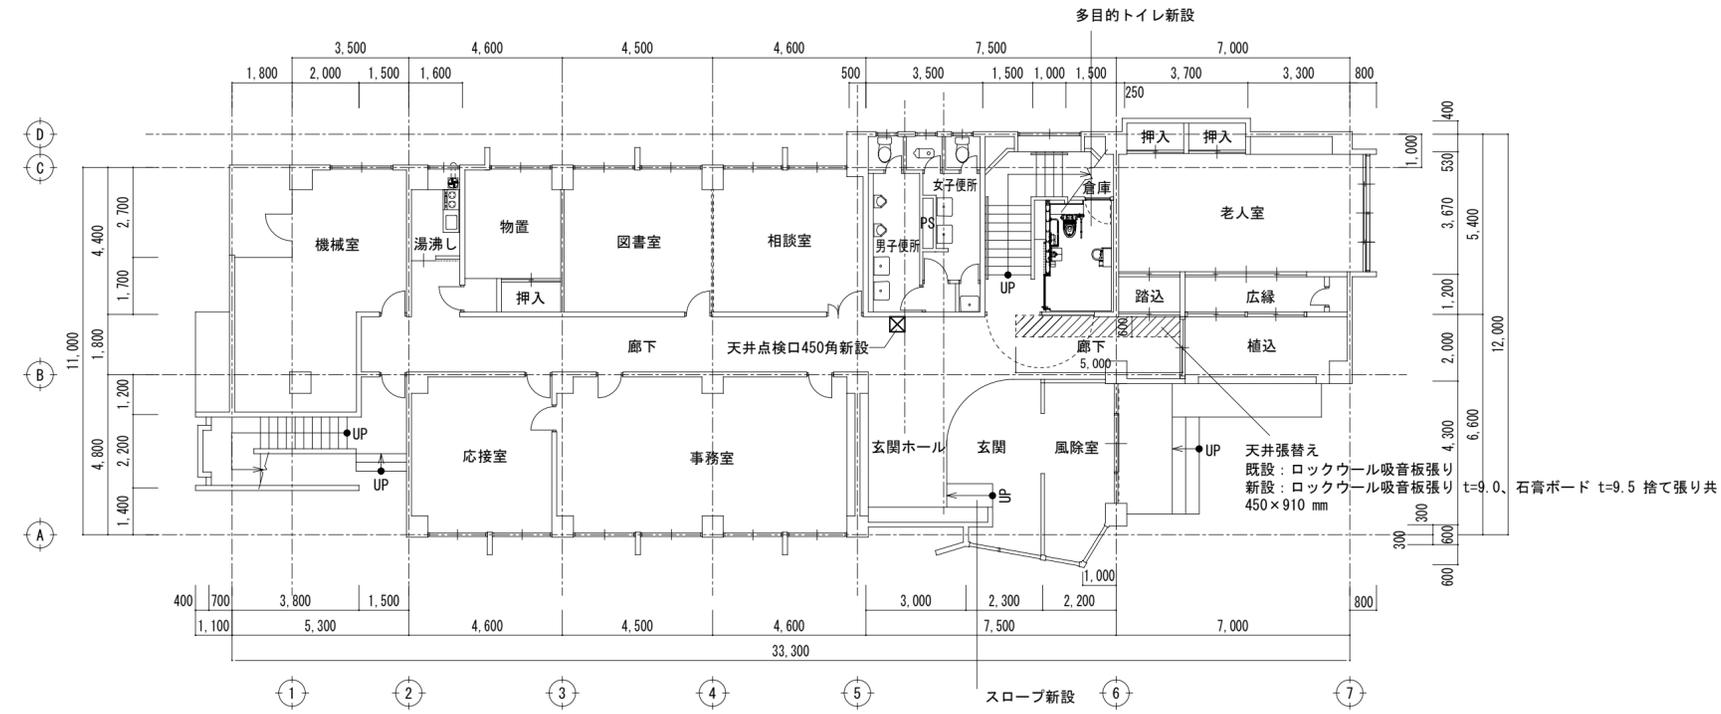 多目的トイレ新設
3,500 4,600 4,500 4,600 7,500 7,000
1,800 2,000 1,500 1,600 500 3,500 1,500 1,000 1,500 3,700 3,300 800
250
400
D
押入 押入
1,000
C
530
女子便所
倉庫
2,700
物置
老人室
3,670
PS
5,400
4,400
機械室
湯沸し
図書室
相談室
男子便所
UP
1,700
押入
踏込
広縁
1,200
天井点検口450角新設
600
11,000
1,800
廊下
廊下
植込
2,000
12,000
5,000
B
1,200
UP
玄関ホール
玄関
風除室
UP
4,300
6,600
4,800
2,200
応接室
事務室
天井張替え
既設：ロックウール吸音板張り
新設：ロックウール吸音板張り t=9.0、石膏ボード t=9.5 捨て張り共
450×910 mm
UP
UP
1,400
300
A
300
600
600
1,000
400 700 3,800 1,500 3,000 2,300 2,200 800
1,100 5,300 4,600 4,500 4,600 7,500 7,000
33,300
1 2 3 4 5 6 7
スロープ新設